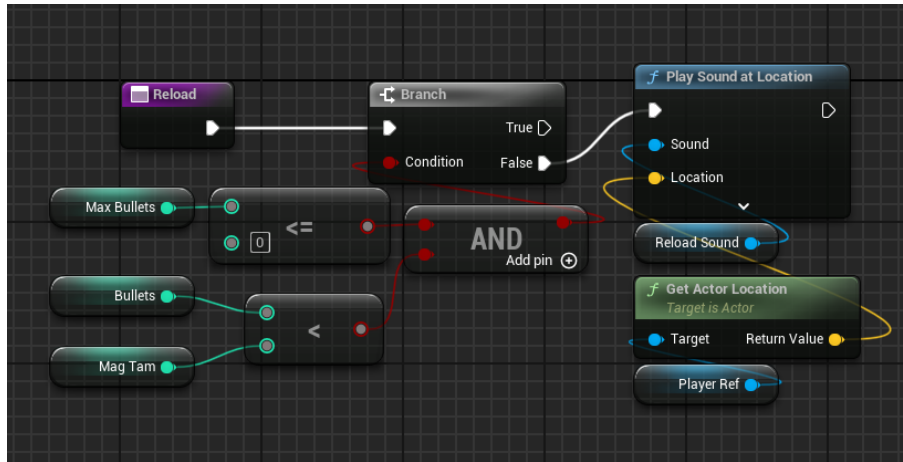 Reload
Branch
True
Condition
False
f Play Sound at Location
Sound
Location
Reload Sound
Max Bullets
0
<=
AND
Add pin
Bullets
<
Mag Tam
f Get Actor Location
Target is Actor
Target
Return Value
Player Ref